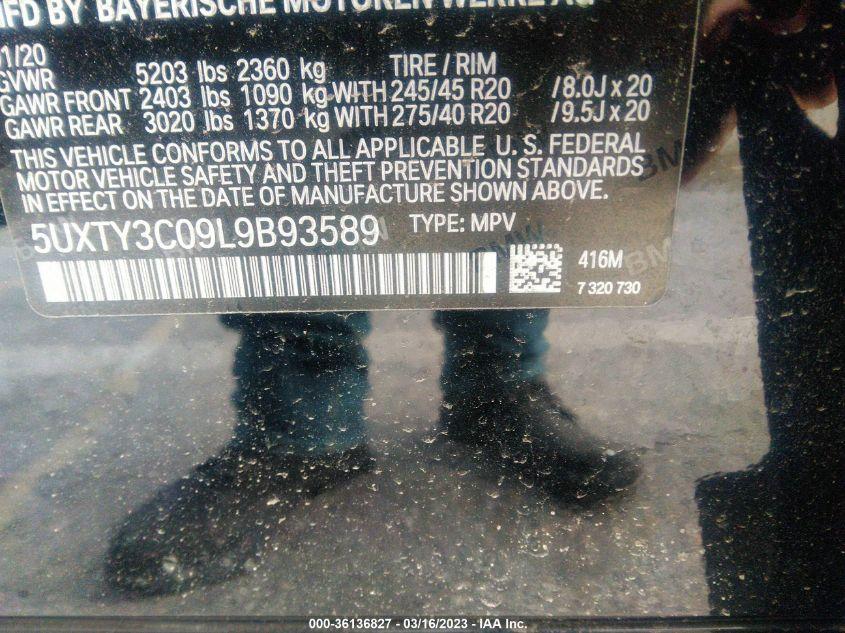 MFD BY BAYERISCHE MOTOREN WERKE AG
01/20
GVWR 5203 lbs 2360 kg TIRE / RIM
GAWR FRONT 2403 lbs 1090 kg WITH 245/45 R20 /8.0J x 20
GAWR REAR 3020 lbs 1370 kg WITH 275/40 R20 /9.5J x 20
THIS VEHICLE CONFORMS TO ALL APPLICABLE U.S. FEDERAL
MOTOR VEHICLE SAFETY AND THEFT PREVENTION STANDARDS
IN EFFECT ON THE DATE OF MANUFACTURE SHOWN ABOVE.
5UXTY3C09L9B93589 TYPE: MPV
416M
7 320 730
BMW
BMW
BMW
000-36136827 - 03/16/2023 - IAA Inc.